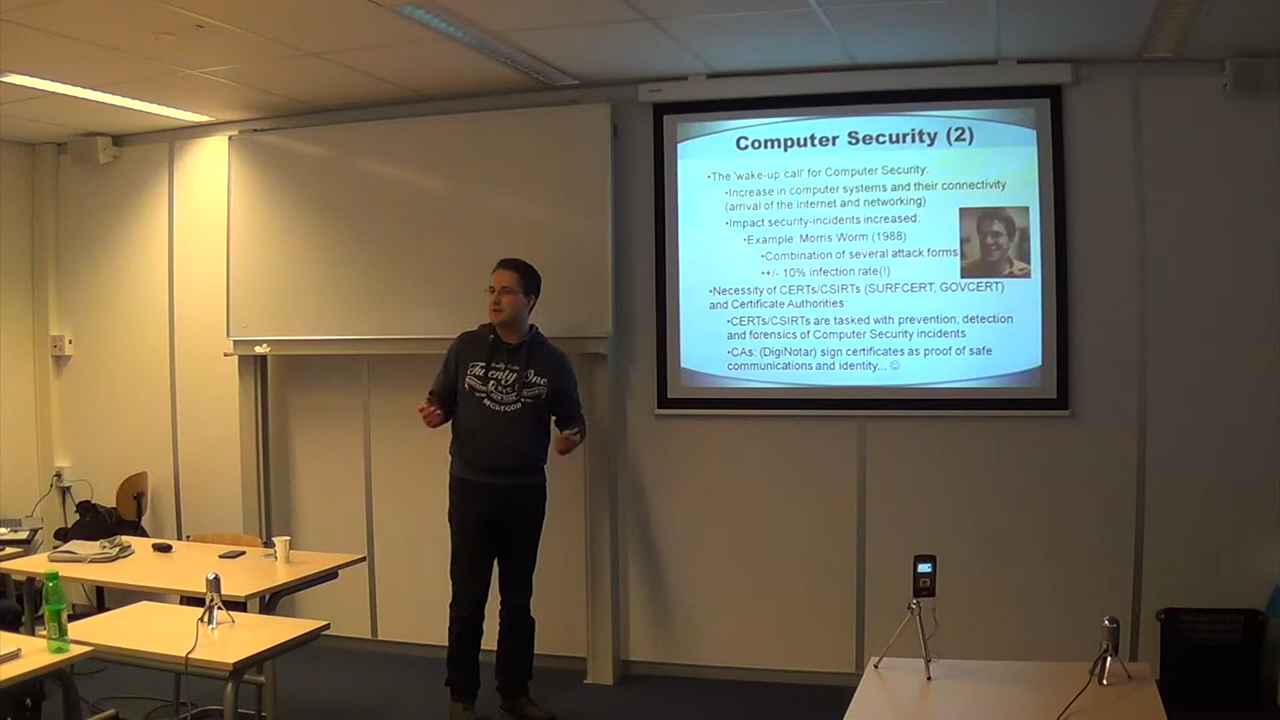 Computer Security (2)
•The 'wake-up call' for Computer Security:
•Increase in computer systems and their connectivity
(arrival of the internet and networking)
•Impact security-incidents increased:
•Example: Morris Worm (1988)
•Combination of several attack forms
•+/- 10% infection rate(!)
•Necessity of CERTs/CSIRTs (SURFCERT, GOVCERT)
and Certificate Authorities:
•CERTs/CSIRTs are tasked with prevention, detection
and forensics of Computer Security incidents
•CAs: (DigiNotar) sign certificates as proof of safe
communications and identity... ☺
Twenty One
NYC
NEW YORK
McGREGOR